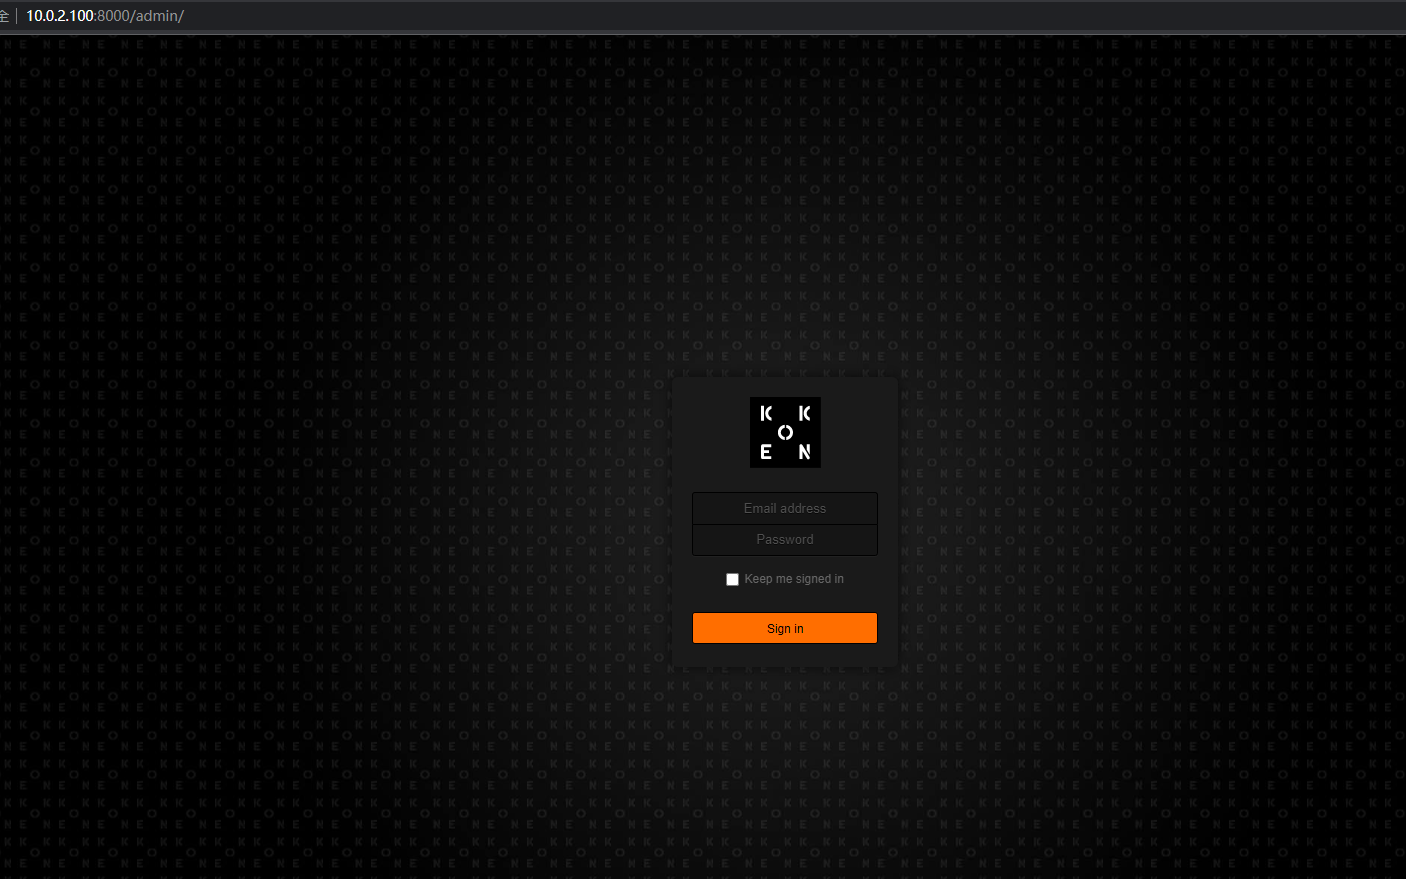 全 | 10.0.2.100:8000/admin/
K K
O
E N
Email address
Password
Keep me signed in
Sign in